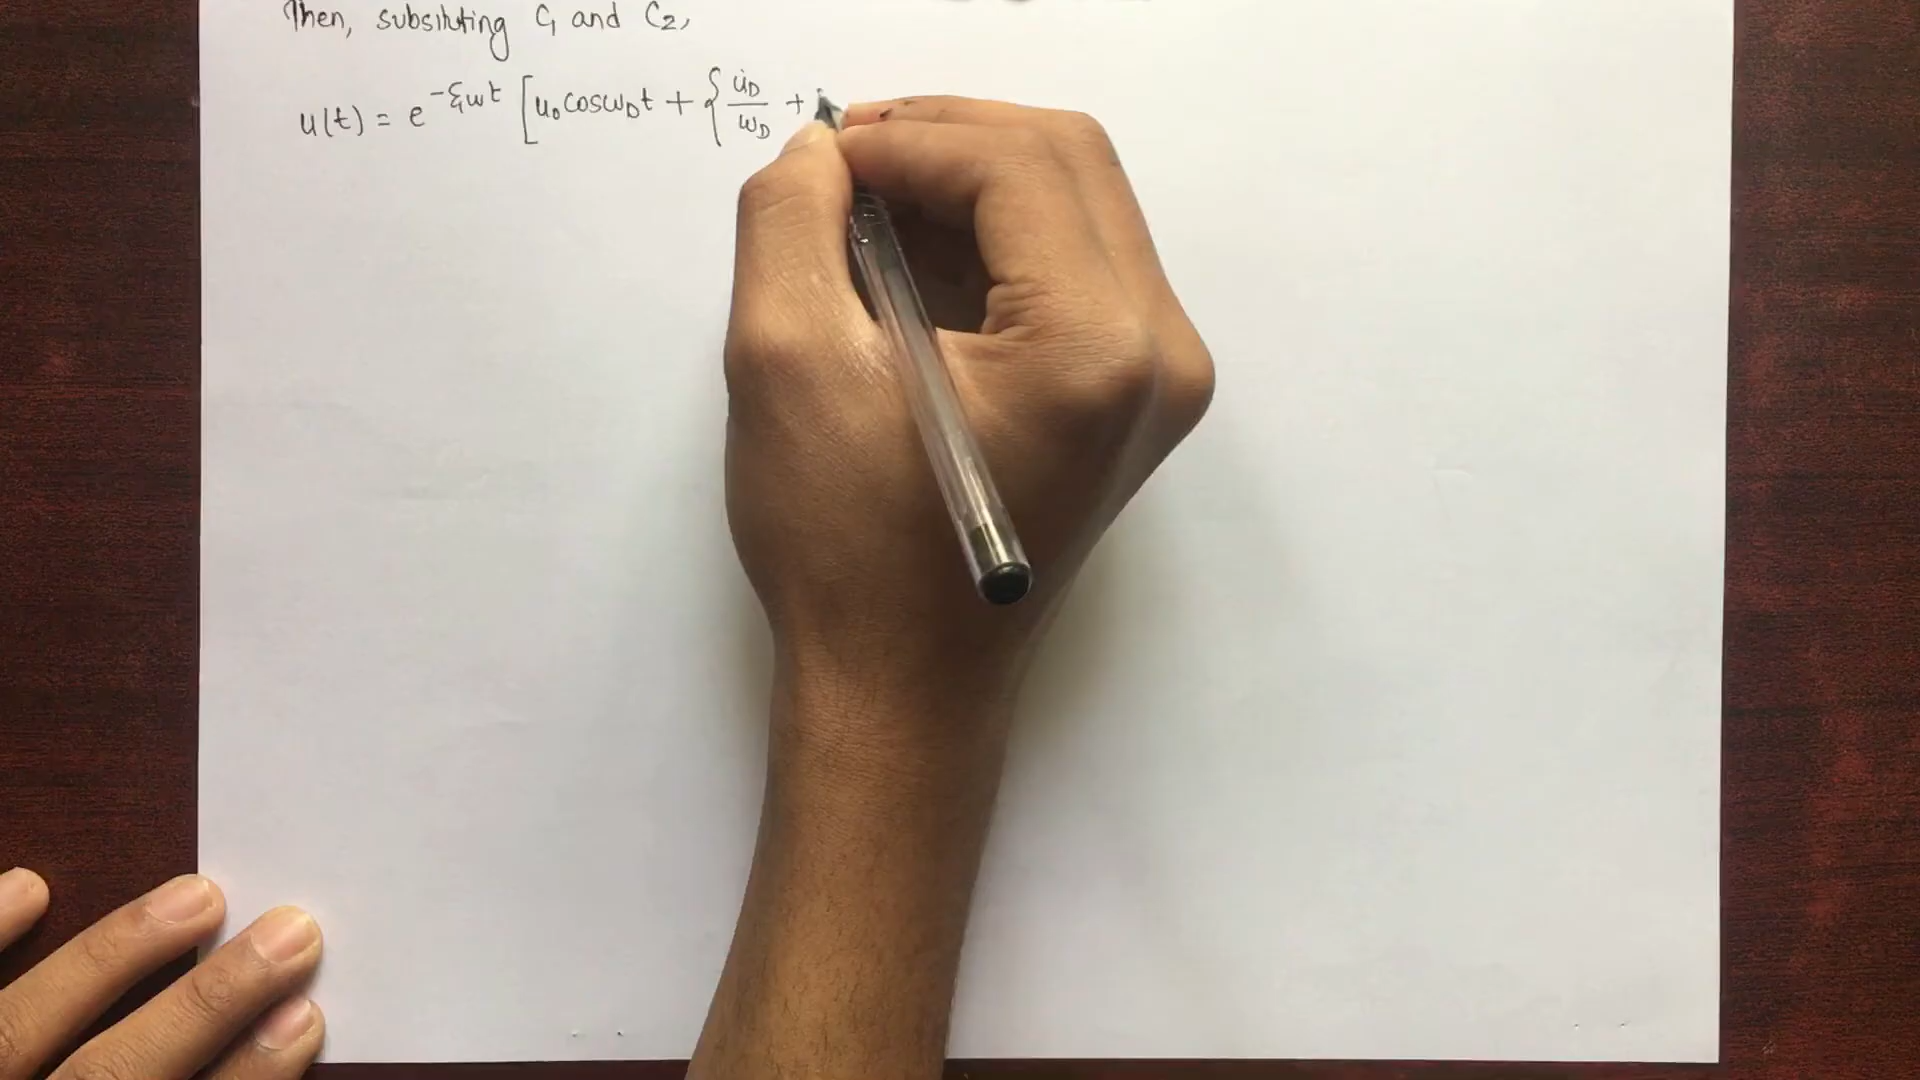 Then, subsituting C1 and C2,
u(t) = e^-ξωt [u0 cosωDt + { u̇D/ωD +